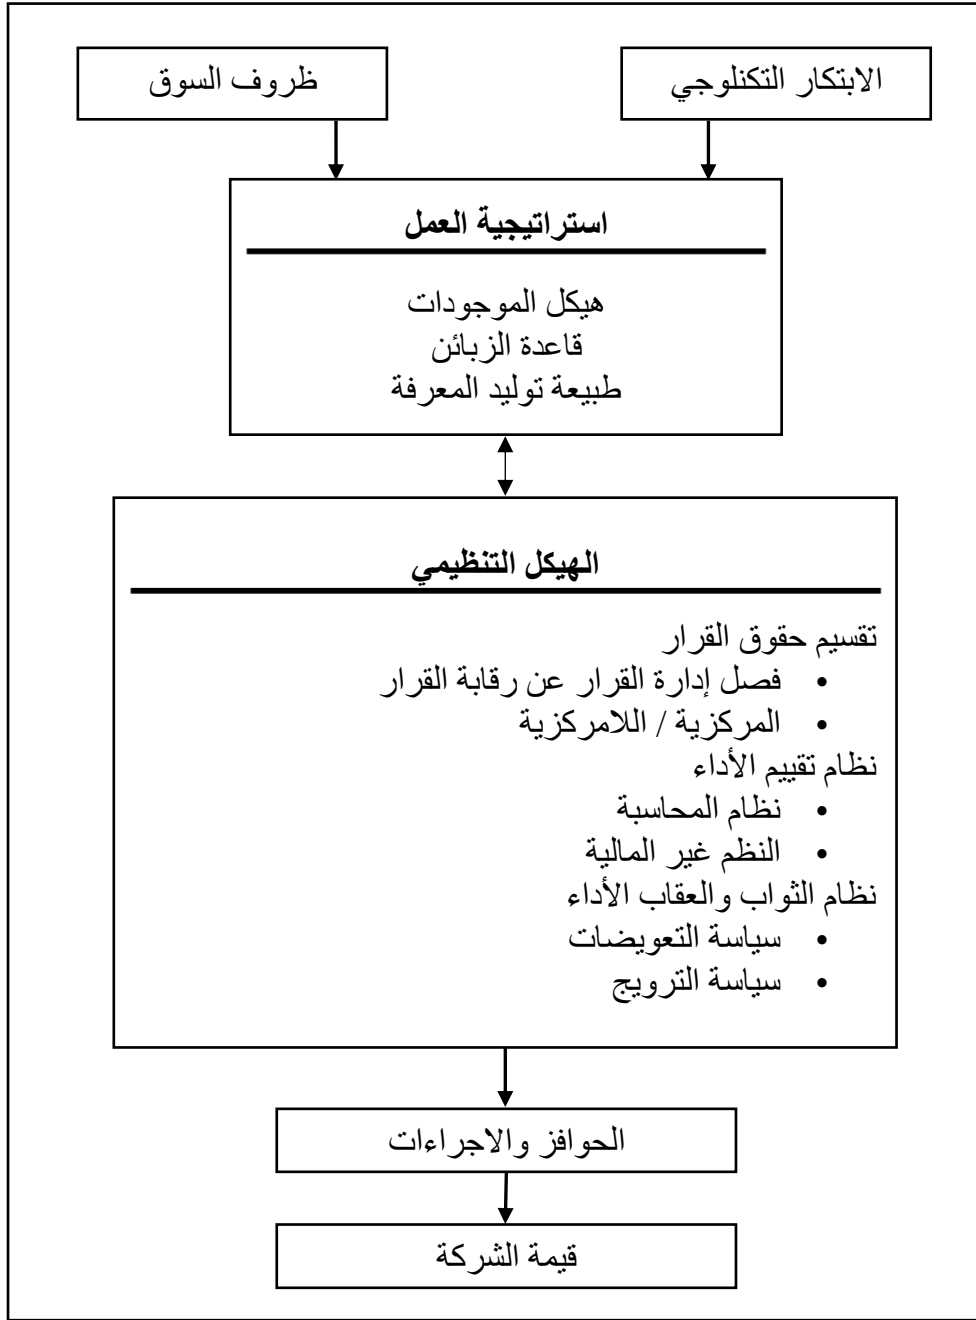 الابتكار التكنلوجي
ظروف السوق
استراتيجية العمل
هيكل الموجودات
قاعدة الزبائن
طبيعة توليد المعرفة
الهيكل التنظيمي
تقسيم حقوق القرار
• فصل إدارة القرار عن رقابة القرار
• المركزية / اللامركزية
نظام تقييم الأداء
• نظام المحاسبة
• النظم غير المالية
نظام الثواب والعقاب الأداء
• سياسة التعويضات
• سياسة الترويج
الحوافز والاجراءات
قيمة الشركة